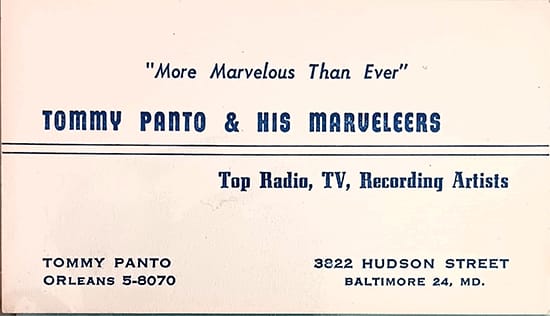 "More Marvelous Than Ever"
TOMMY PANTO & HIS MARVELEERS
Top Radio, TV, Recording Artists
TOMMY PANTO
ORLEANS 5-8070
3822 HUDSON STREET
BALTIMORE 24, MD.